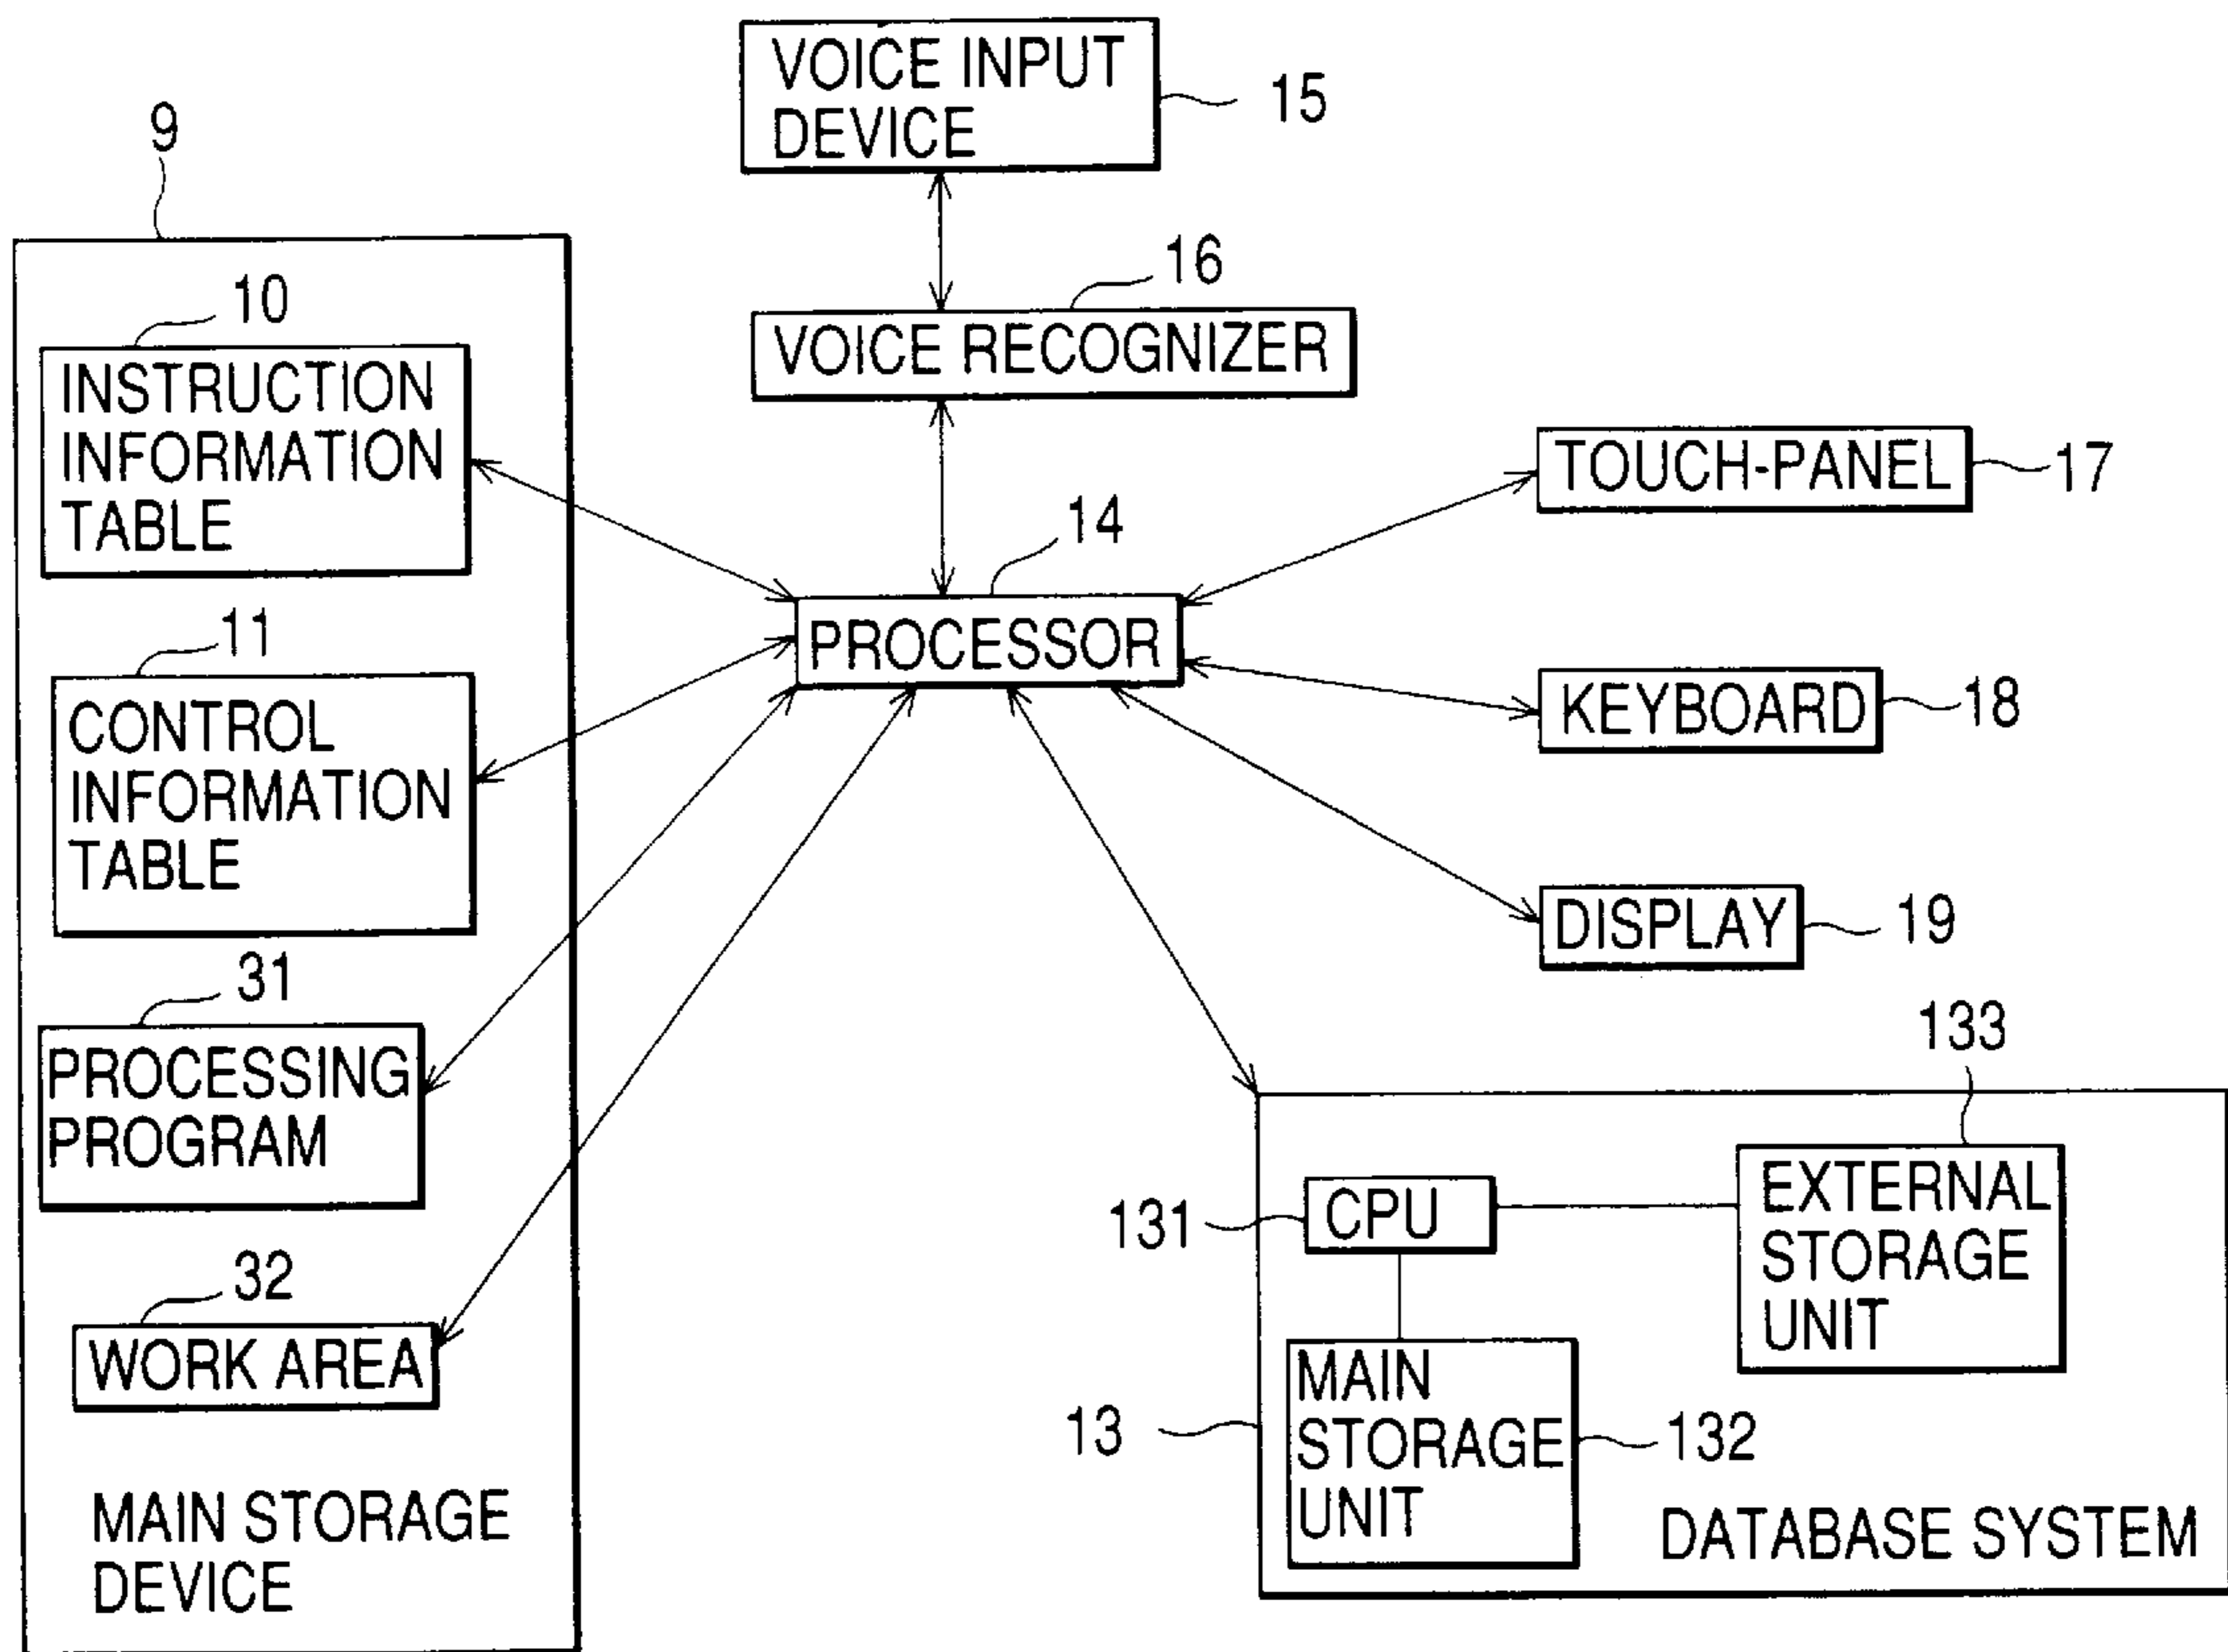 VOICE INPUT
DEVICE
15
9
16
VOICE RECOGNIZER
10
INSTRUCTION
INFORMATION
TABLE
TOUCH-PANEL
17
14
PROCESSOR
11
CONTROL
INFORMATION
TABLE
KEYBOARD
18
DISPLAY
19
31
PROCESSING
PROGRAM
133
131
CPU
EXTERNAL
STORAGE
UNIT
32
WORK AREA
13
MAIN
STORAGE
UNIT
132
MAIN STORAGE
DEVICE
DATABASE SYSTEM